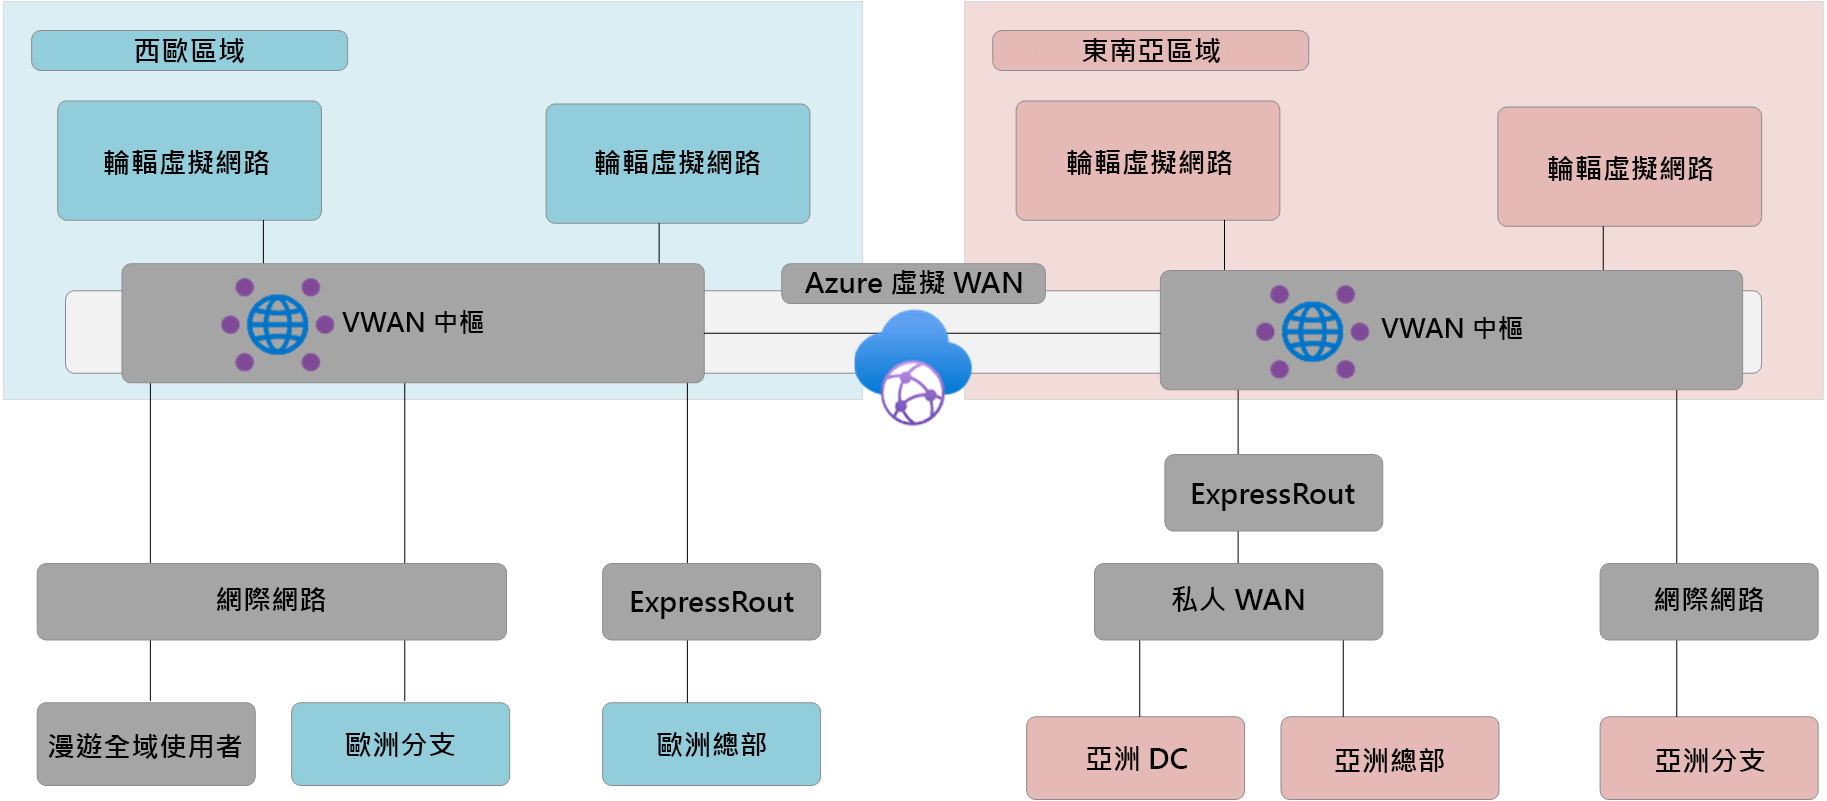 西歐區域
東南亞區域
輪輻虛擬網路
輪輻虛擬網路
輪輻虛擬網路
輪輻虛擬網路
Azure 虛擬 WAN
VWAN 中樞
VWAN 中樞
ExpressRout
網際網路
ExpressRout
私人 WAN
網際網路
漫遊全域使用者
歐洲分支
歐洲總部
亞洲 DC
亞洲總部
亞洲分支